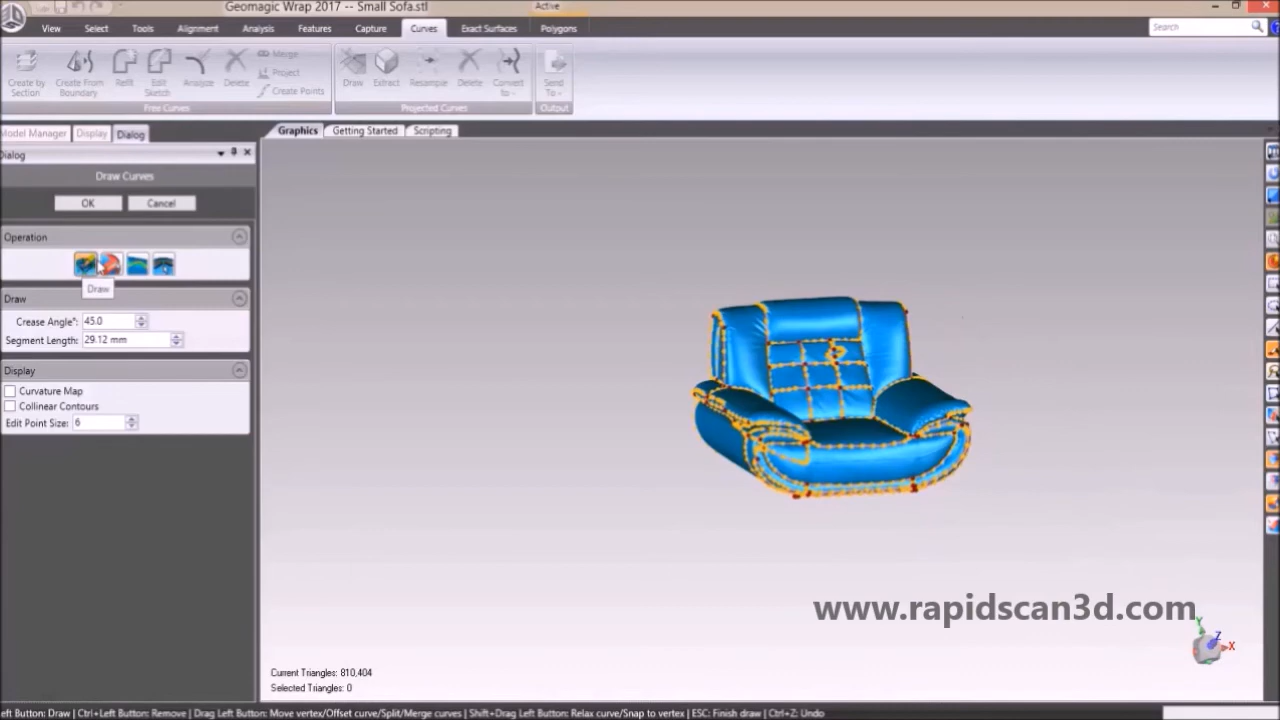 Geomagic Wrap 2017 -- Small Sofa.stl
Active
View Select Tools Alignment Analysis Features Capture Curves Exact Surfaces Polygons
Search
Create by Section
Create From Boundary
Refit
Edit Sketch
Analyze
Delete
Merge
Project
Create Points
Draw
Extract
Resample
Delete
Convert to
Send To
Free Curves
Projected Curves
Output
Model Manager Display Dialog
Graphics Getting Started Scripting
Dialog
Draw Curves
OK Cancel
Operation
Draw
Draw
Crease Angle°: 45.0
Segment Length: 29.12 mm
Display
Curvature Map
Collinear Contours
Edit Point Size: 6
www.rapidscan3d.com
Y
Z
X
Current Triangles: 810,404
Selected Triangles: 0
eft Button: Draw | Ctrl+Left Button: Remove | Drag Left Button: Move vertex/Offset curve/Split/Merge curves | Shift+Drag Left Button: Relax curve/Snap to vertex | ESC: Finish draw | Ctrl+Z: Undo